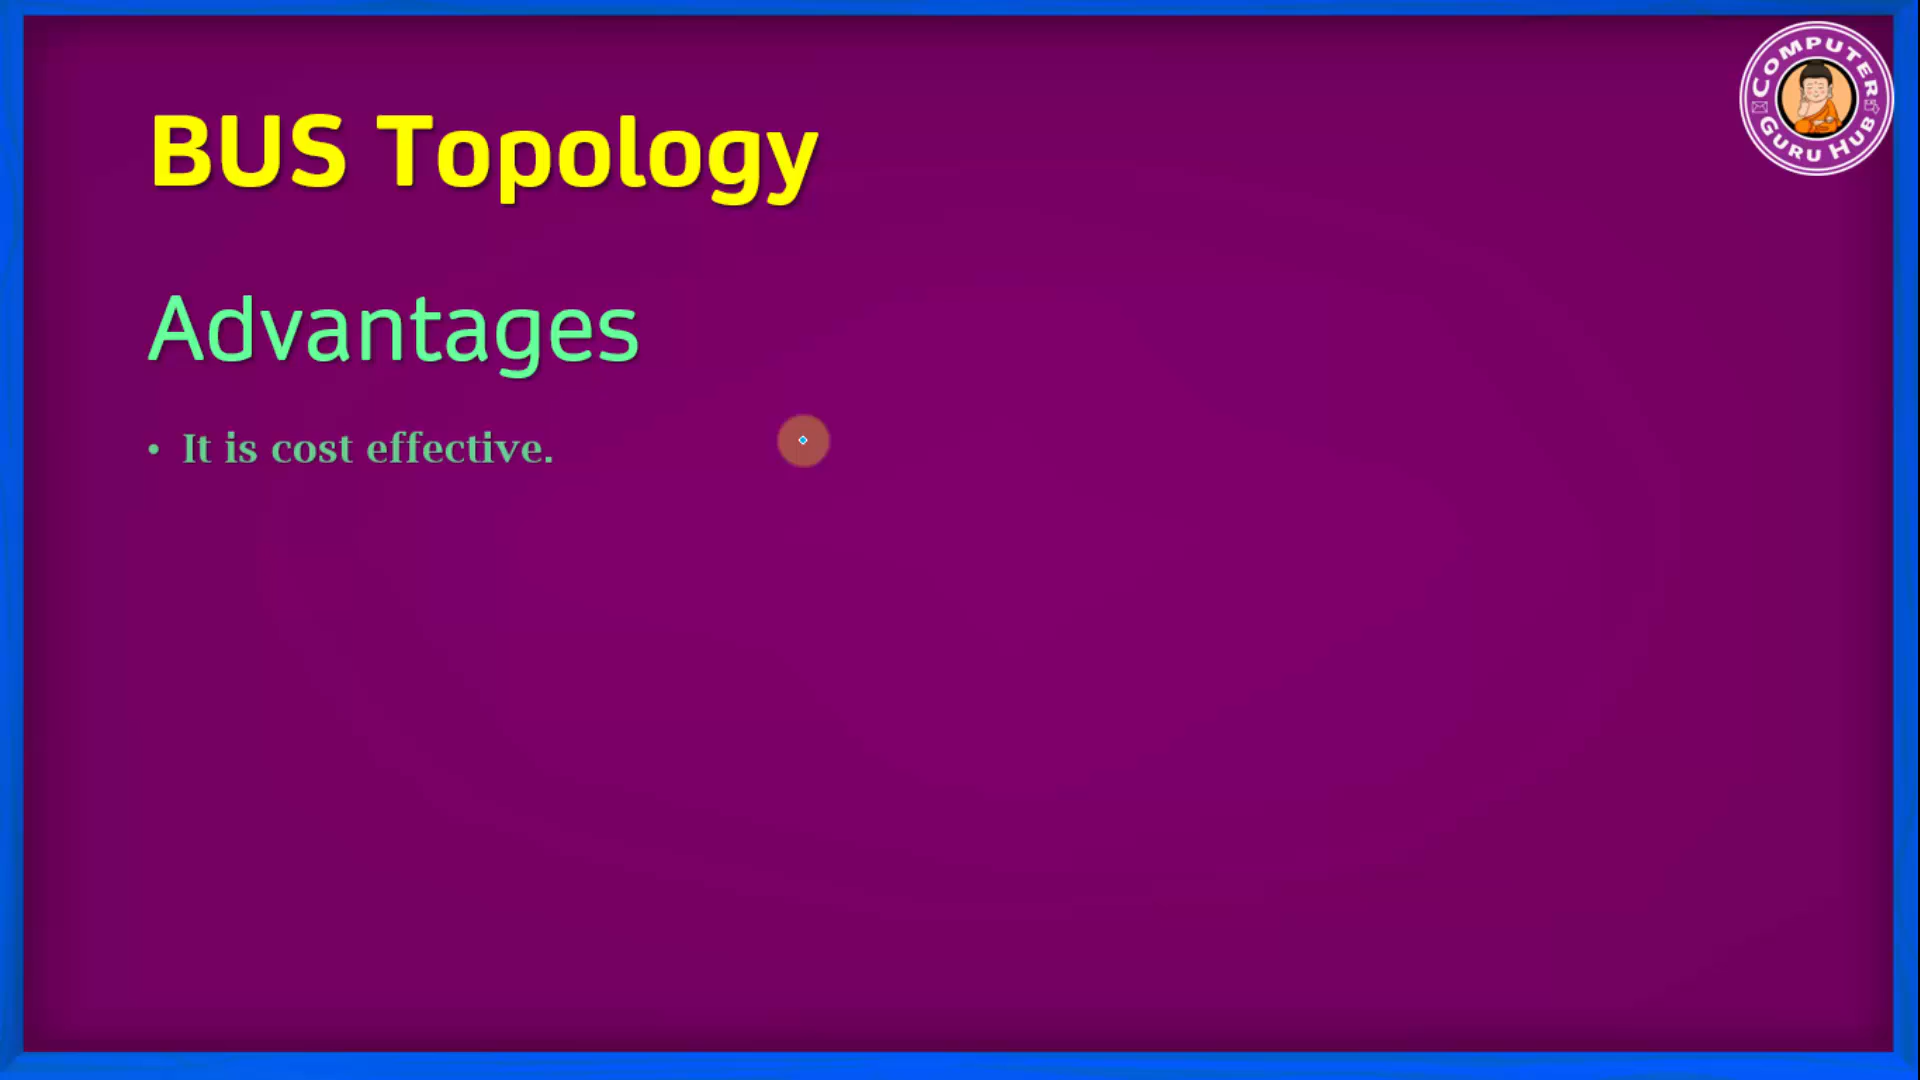 COMPUTER
GURU HUB
BUS Topology
Advantages
• It is cost effective.